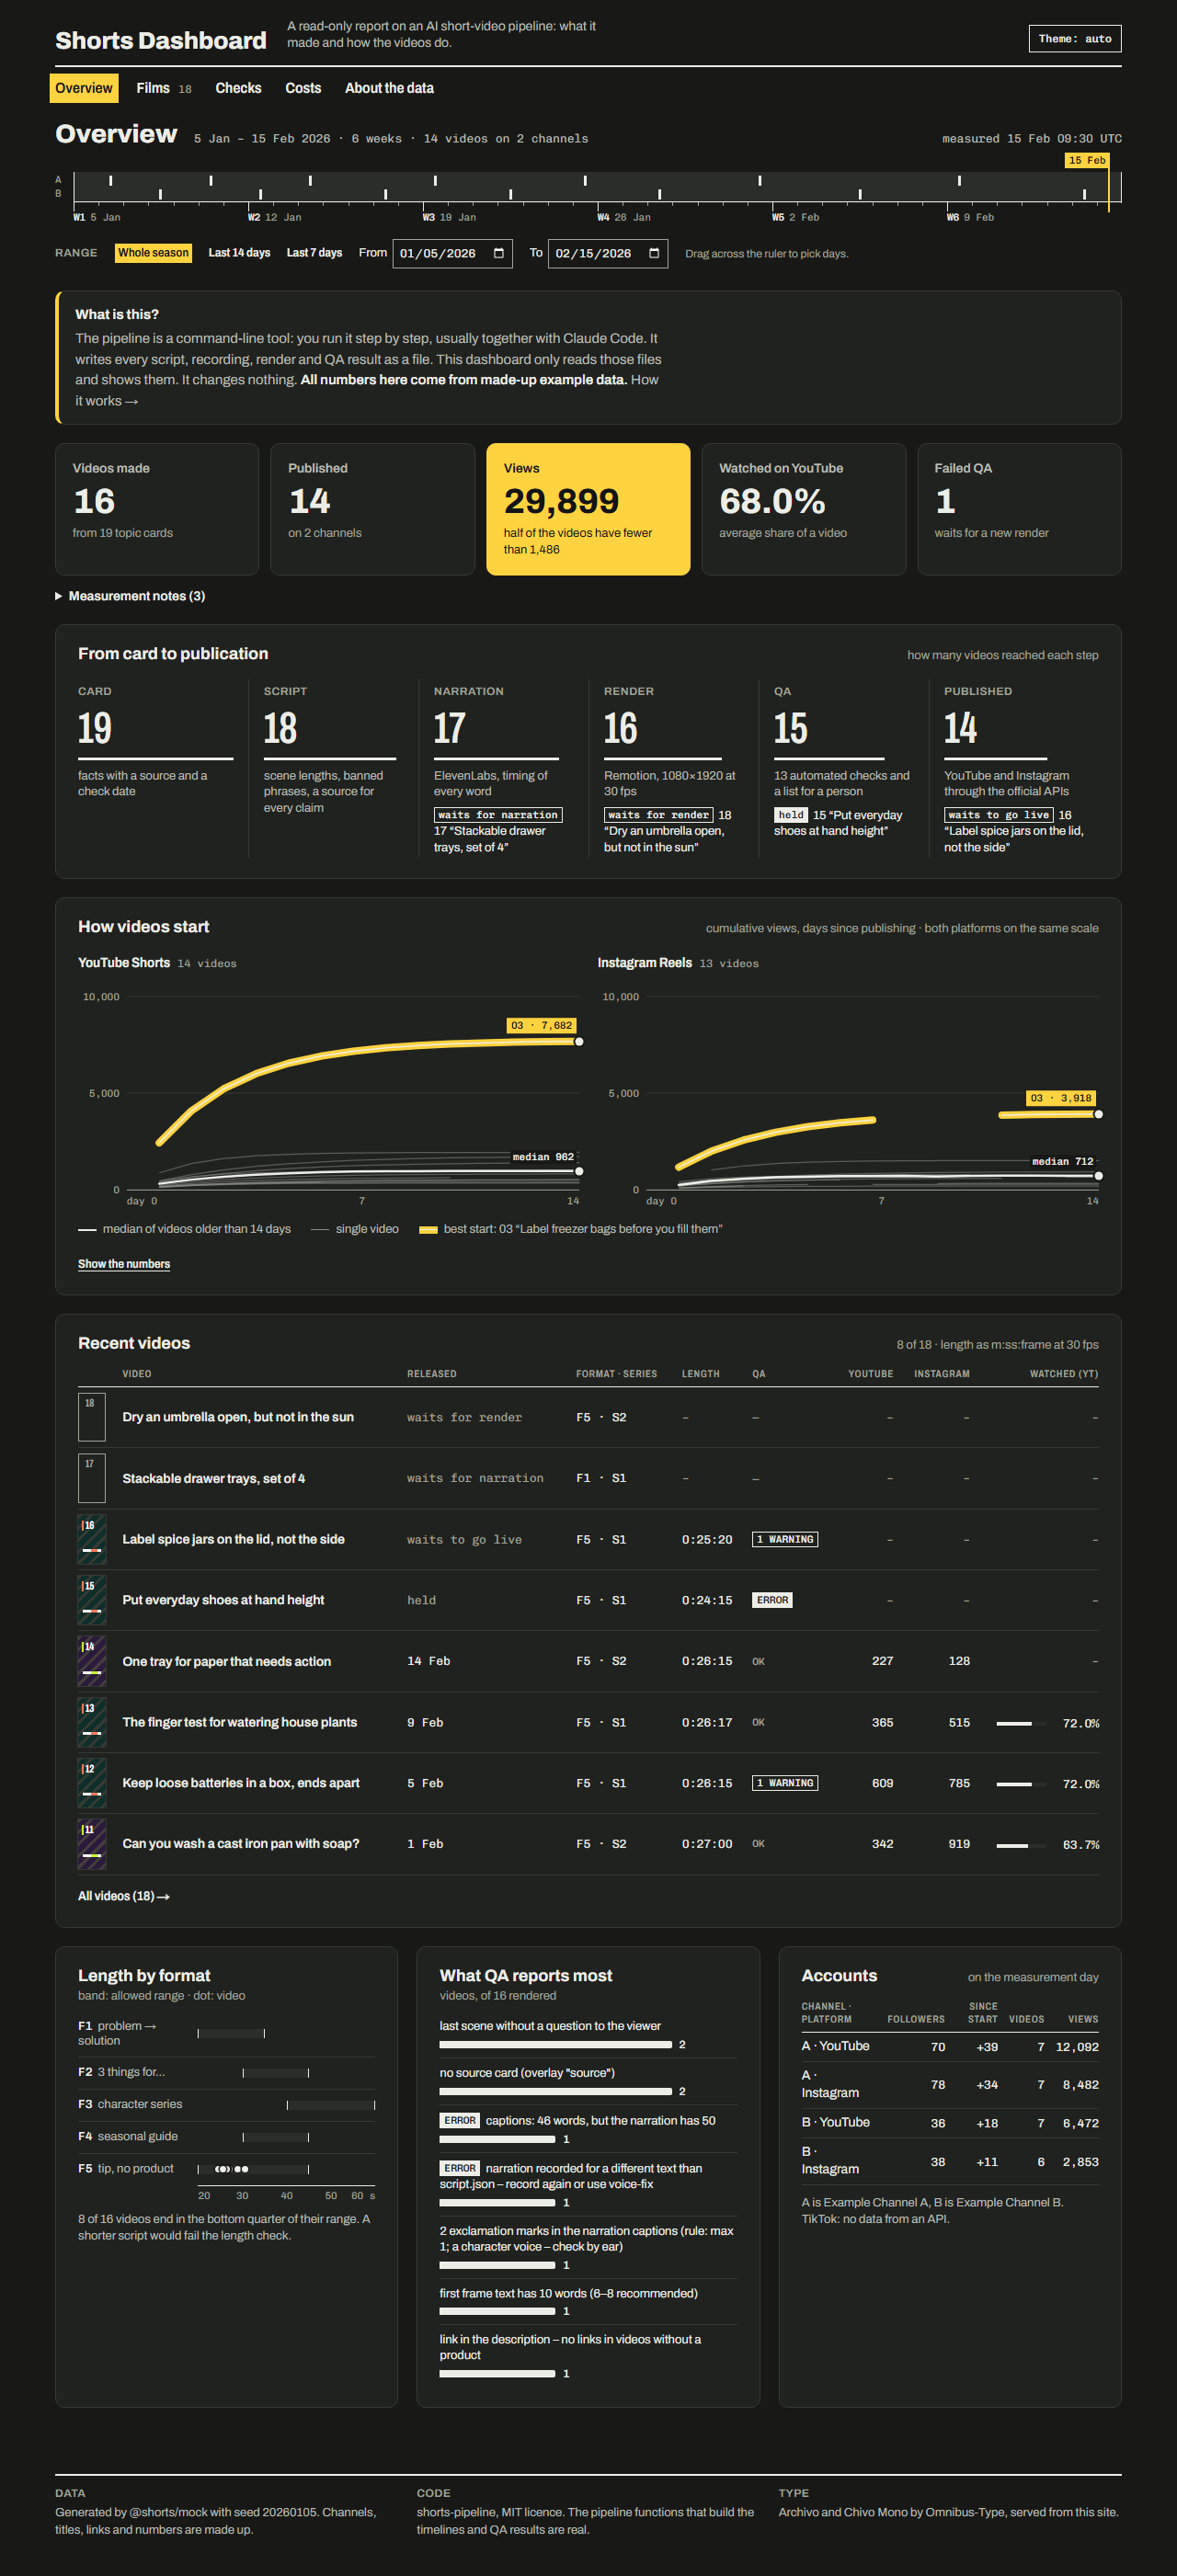 Shorts Dashboard
A read-only report on an AI short-video pipeline: what it
made and how the videos do.
Theme: auto
Overview
Films 18
Checks
Costs
About the data
Overview
5 Jan – 15 Feb 2026 · 6 weeks · 14 videos on 2 channels
measured 15 Feb 09:30 UTC
15 Feb
A
B
W1 5 Jan
W2 12 Jan
W3 19 Jan
W4 26 Jan
W5 2 Feb
W6 9 Feb
RANGE
Whole season
Last 14 days
Last 7 days
From 01/05/2026
To 02/15/2026
Drag across the ruler to pick days.
What is this?
The pipeline is a command-line tool: you run it step by step, usually together with Claude Code. It
writes every script, recording, render and QA result as a file. This dashboard only reads those files
and shows them. It changes nothing. All numbers here come from made-up example data. How
it works →
Videos made
16
from 19 topic cards
Published
14
on 2 channels
Views
29,899
half of the videos have fewer
than 1,486
Watched on YouTube
68.0%
average share of a video
Failed QA
1
waits for a new render
Measurement notes (3)
From card to publication
how many videos reached each step
CARD
19
facts with a source and a
check date
SCRIPT
18
scene lengths, banned
phrases, a source for
every claim
NARRATION
17
ElevenLabs, timing of
every word
waits for narration
17 “Stackable drawer
trays, set of 4”
RENDER
16
Remotion, 1080×1920 at
30 fps
waits for render 18
“Dry an umbrella open,
but not in the sun”
QA
15
13 automated checks and
a list for a person
held 15 “Put everyday
shoes at hand height”
PUBLISHED
14
YouTube and Instagram
through the official APIs
waits to go live 16
“Label spice jars on the lid,
not the side”
How videos start
cumulative views, days since publishing · both platforms on the same scale
YouTube Shorts 14 videos
10,000
5,000
0
03 · 7,682
median 962
day 0
7
14
Instagram Reels 13 videos
10,000
5,000
0
03 · 3,918
median 712
day 0
7
14
median of videos older than 14 days
single video
best start: 03 “Label freezer bags before you fill them”
Show the numbers
Recent videos
8 of 18 · length as m:ss:frame at 30 fps
VIDEO RELEASED FORMAT · SERIES LENGTH QA YOUTUBE INSTAGRAM WATCHED (YT)
18 Dry an umbrella open, but not in the sun waits for render F5 · S2 – – – – –
17 Stackable drawer trays, set of 4 waits for narration F1 · S1 – – – – –
16 Label spice jars on the lid, not the side waits to go live F5 · S1 0:25:20 1 WARNING – – –
15 Put everyday shoes at hand height held F5 · S1 0:24:15 ERROR – – –
14 One tray for paper that needs action 14 Feb F5 · S2 0:26:15 OK 227 128 –
13 The finger test for watering house plants 9 Feb F5 · S1 0:26:17 OK 365 515 72.0%
12 Keep loose batteries in a box, ends apart 5 Feb F5 · S1 0:26:15 1 WARNING 609 785 72.0%
11 Can you wash a cast iron pan with soap? 1 Feb F5 · S2 0:27:00 OK 342 919 63.7%
All videos (18) →
Length by format
band: allowed range · dot: video
F1 problem →
solution
F2 3 things for…
F3 character series
F4 seasonal guide
F5 tip, no product
20 30 40 50 60 s
8 of 16 videos end in the bottom quarter of their range. A
shorter script would fail the length check.
What QA reports most
videos, of 16 rendered
last scene without a question to the viewer
2
no source card (overlay "source")
2
ERROR captions: 46 words, but the narration has 50
1
ERROR narration recorded for a different text than
script.json – record again or use voice-fix
1
2 exclamation marks in the narration captions (rule: max
1; a character voice – check by ear)
1
first frame text has 10 words (6–8 recommended)
1
link in the description – no links in videos without a
product
1
Accounts
on the measurement day
CHANNEL ·
PLATFORM
FOLLOWERS
SINCE
START
VIDEOS
VIEWS
A · YouTube 70 +39 7 12,092
A ·
Instagram 78 +34 7 8,482
B · YouTube 36 +18 7 6,472
B ·
Instagram 38 +11 6 2,853
A is Example Channel A, B is Example Channel B.
TikTok: no data from an API.
DATA
Generated by @shorts/mock with seed 20260105. Channels,
titles, links and numbers are made up.
CODE
shorts-pipeline, MIT licence. The pipeline functions that build the
timelines and QA results are real.
TYPE
Archivo and Chivo Mono by Omnibus-Type, served from this site.